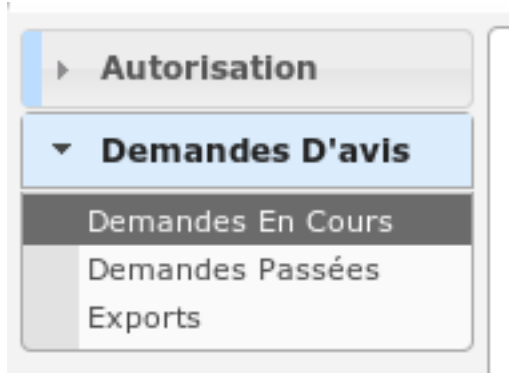 Autorisation
Demandes D'avis
Demandes En Cours
Demandes Passées
Exports